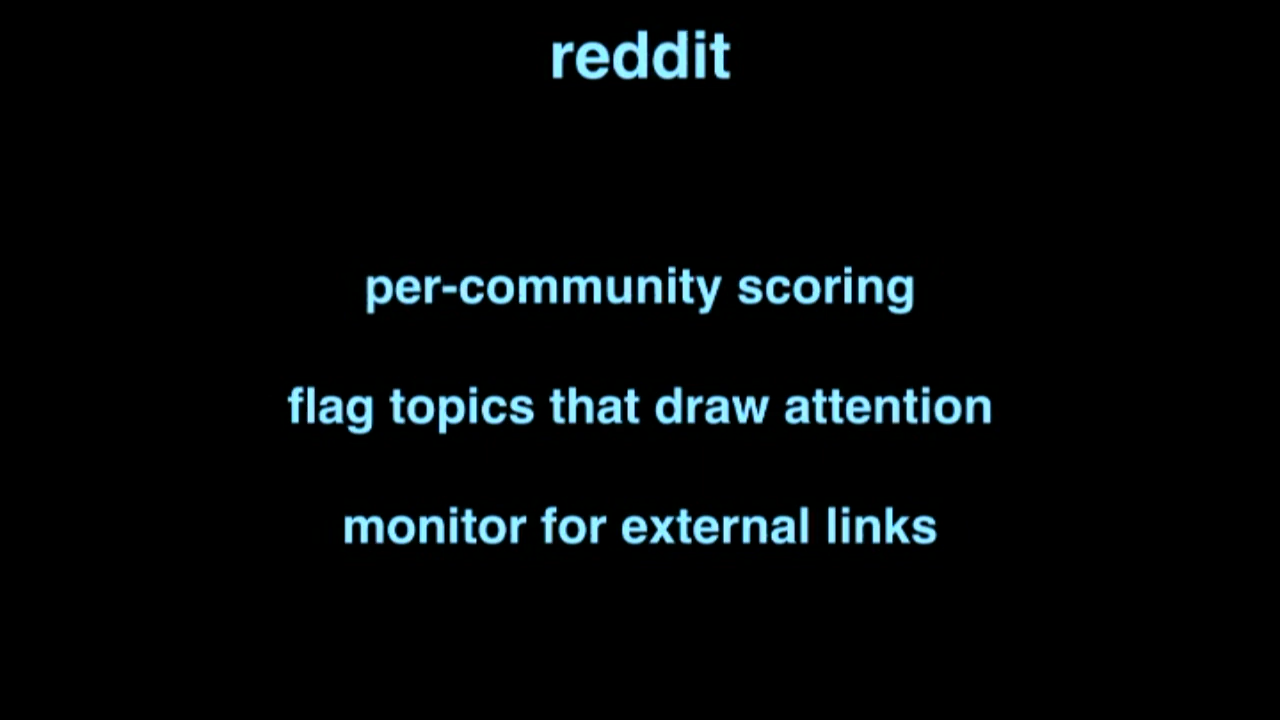 reddit
per-community scoring
flag topics that draw attention
monitor for external links